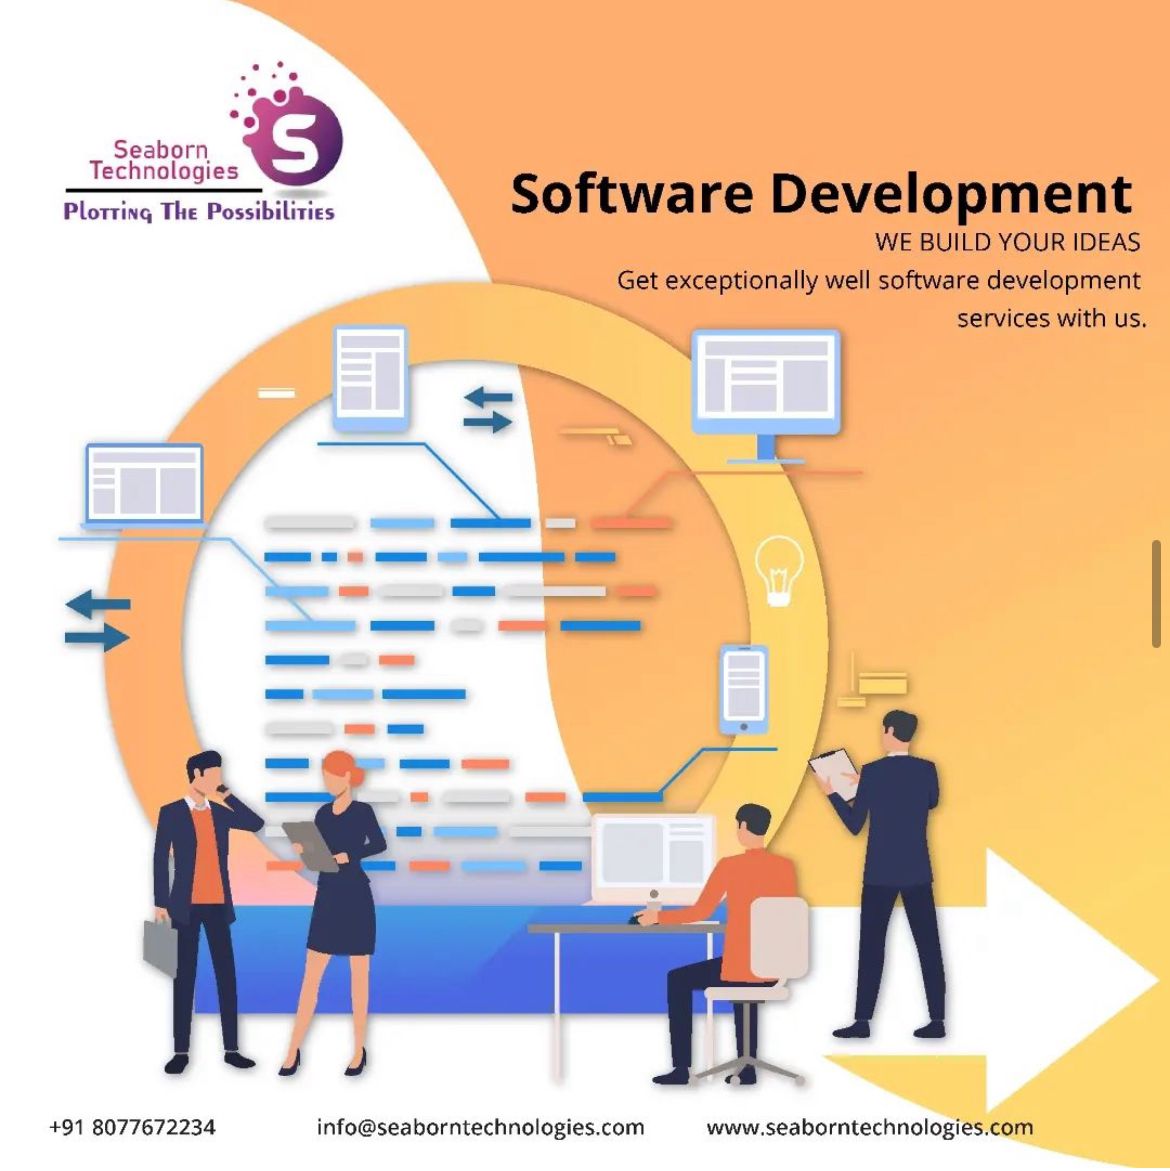 Seaborn
Technologies
S
Plotting The Possibilities
Software Development
WE BUILD YOUR IDEAS
Get exceptionally well software development
services with us.
+91 8077672234
info@seaborntechnologies.com
www.seaborntechnologies.com